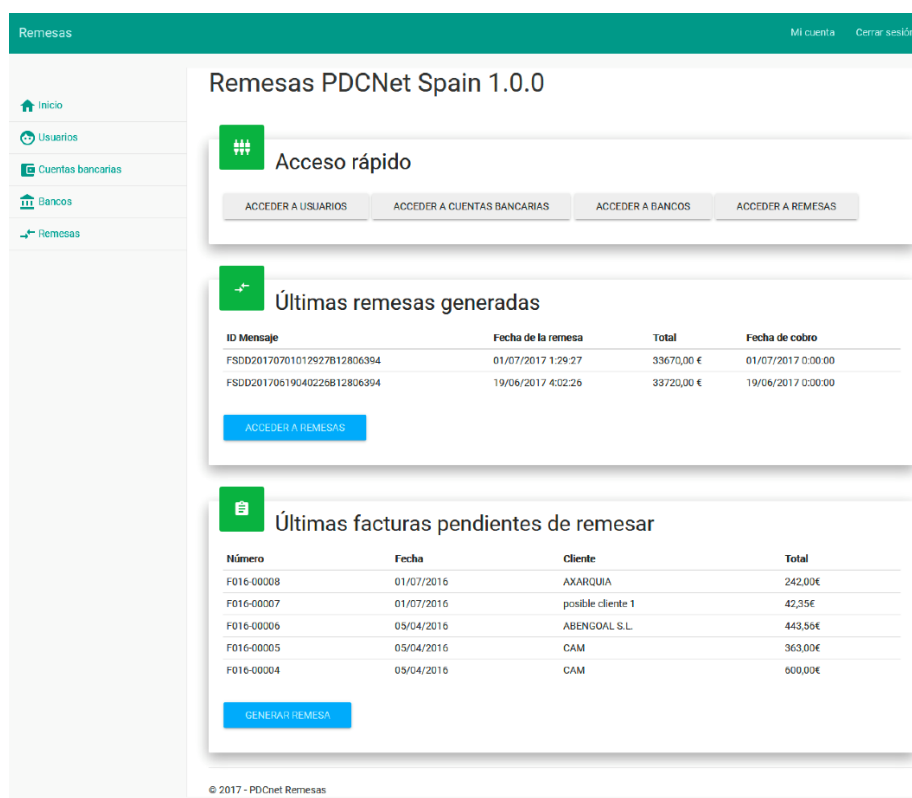 Remesas Mi cuenta Cerrar sesión
Remesas PDCNet Spain 1.0.0
Inicio
Usuarios
Cuentas bancarias
Bancos
Remesas
Acceso rápido
ACCEDER A USUARIOS ACCEDER A CUENTAS BANCARIAS ACCEDER A BANCOS ACCEDER A REMESAS
Últimas remesas generadas
ID Mensaje Fecha de la remesa Total Fecha de cobro
FSDD20170701012927B12806394 01/07/2017 1:29:27 33670,00 € 01/07/2017 0:00:00
FSDD20170619040226B12806394 19/06/2017 4:02:26 33720,00 € 19/06/2017 0:00:00
ACCEDER A REMESAS
Últimas facturas pendientes de remesar
Número Fecha Cliente Total
F016-00008 01/07/2016 AXARQUIA 242,00€
F016-00007 01/07/2016 posible cliente 1 42,35€
F016-00006 05/04/2016 ABENGOAL S.L. 443,56€
F016-00005 05/04/2016 CAM 363,00€
F016-00004 05/04/2016 CAM 600,00€
GENERAR REMESA
© 2017 - PDCnet Remesas